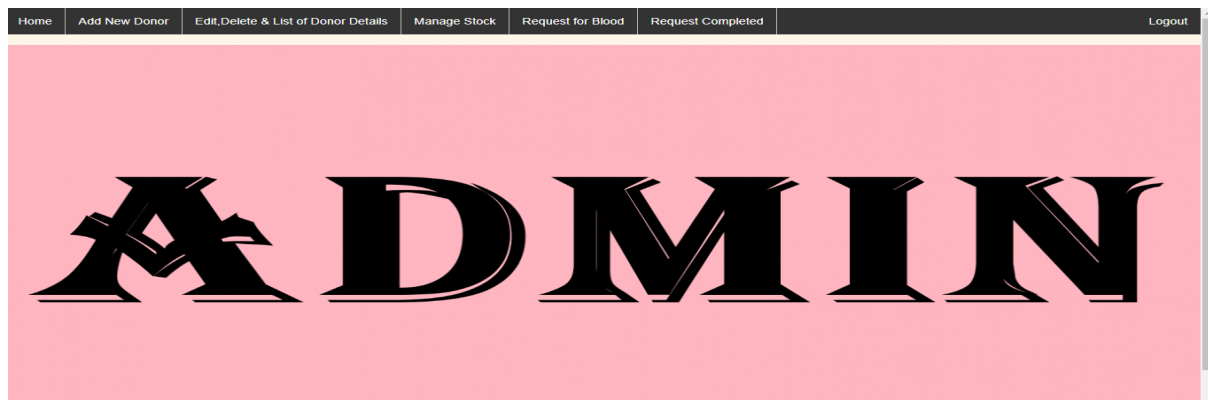 Home Add New Donor Edit,Delete & List of Donor Details Manage Stock Request for Blood Request Completed Logout
ADMIN